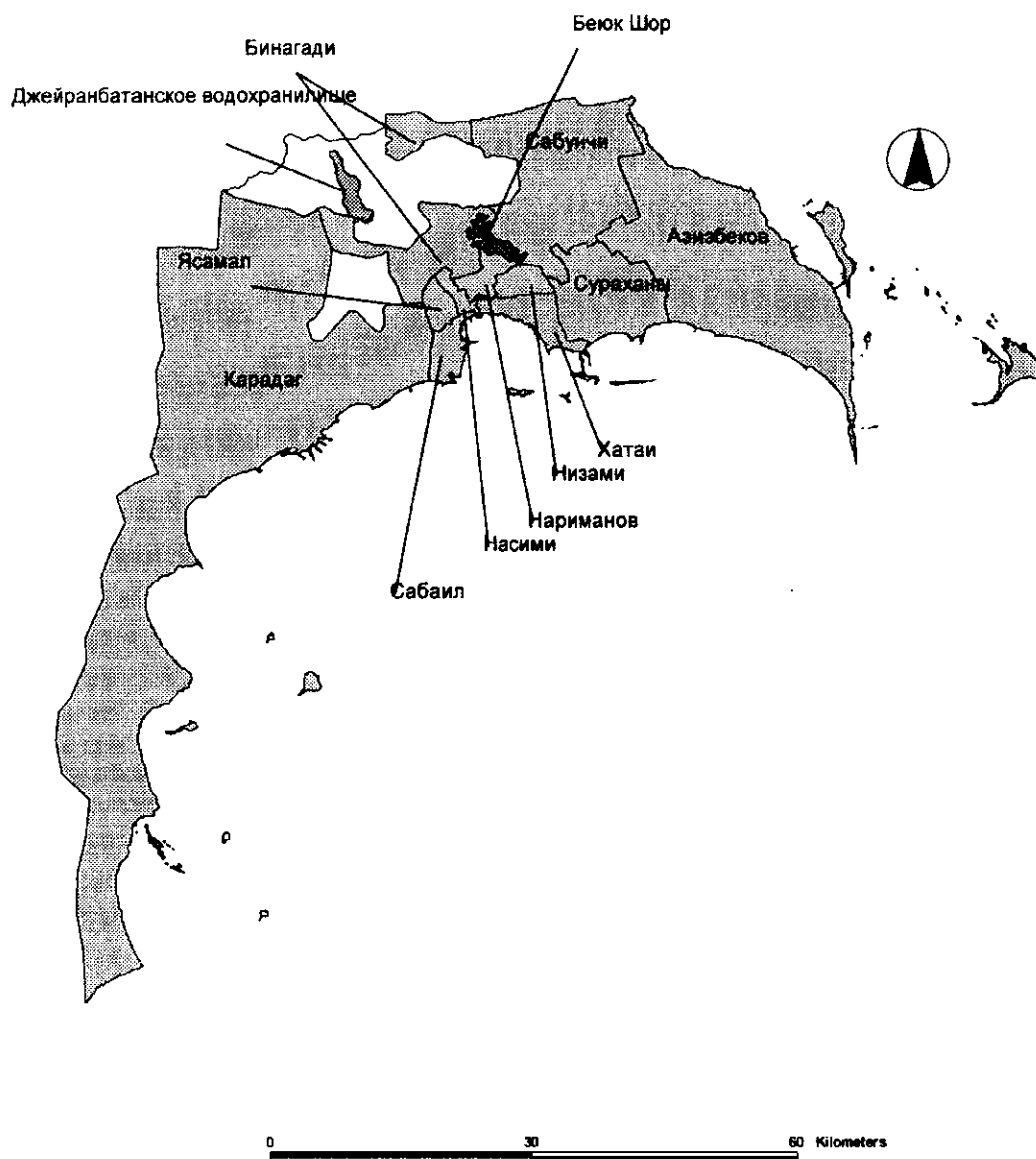 Беюк Шор
Бинагади
Джейранбатанское водохранилище
Сабунчи
Азизбеков
Ясамал
Сураханы
Карадаг
Хатаи
Низами
Нариманов
Насими
Сабаил
0 30 60 Kilometers